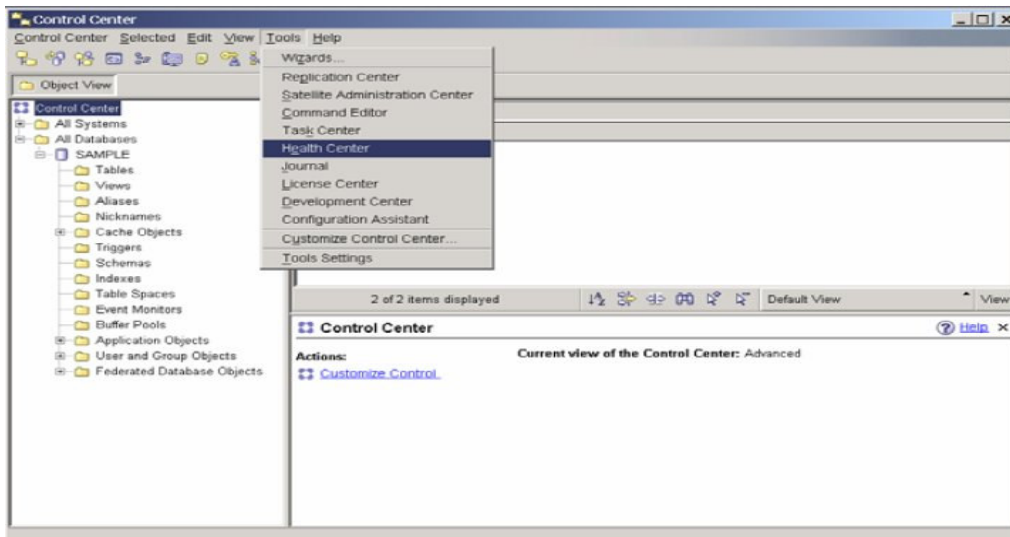 Control Center
Control Center Selected Edit View Tools Help
Wizards...
Replication Center
Satellite Administration Center
Command Editor
Task Center
Health Center
Journal
License Center
Development Center
Configuration Assistant
Customize Control Center...
Tools Settings
Object View
Control Center
All Systems
All Databases
SAMPLE
Tables
Views
Aliases
Nicknames
Cache Objects
Triggers
Schemas
Indexes
Table Spaces
Event Monitors
Buffer Pools
Application Objects
User and Group Objects
Federated Database Objects
2 of 2 items displayed
Default View
View
Control Center
Help
Actions:
Current view of the Control Center: Advanced
Customize Control